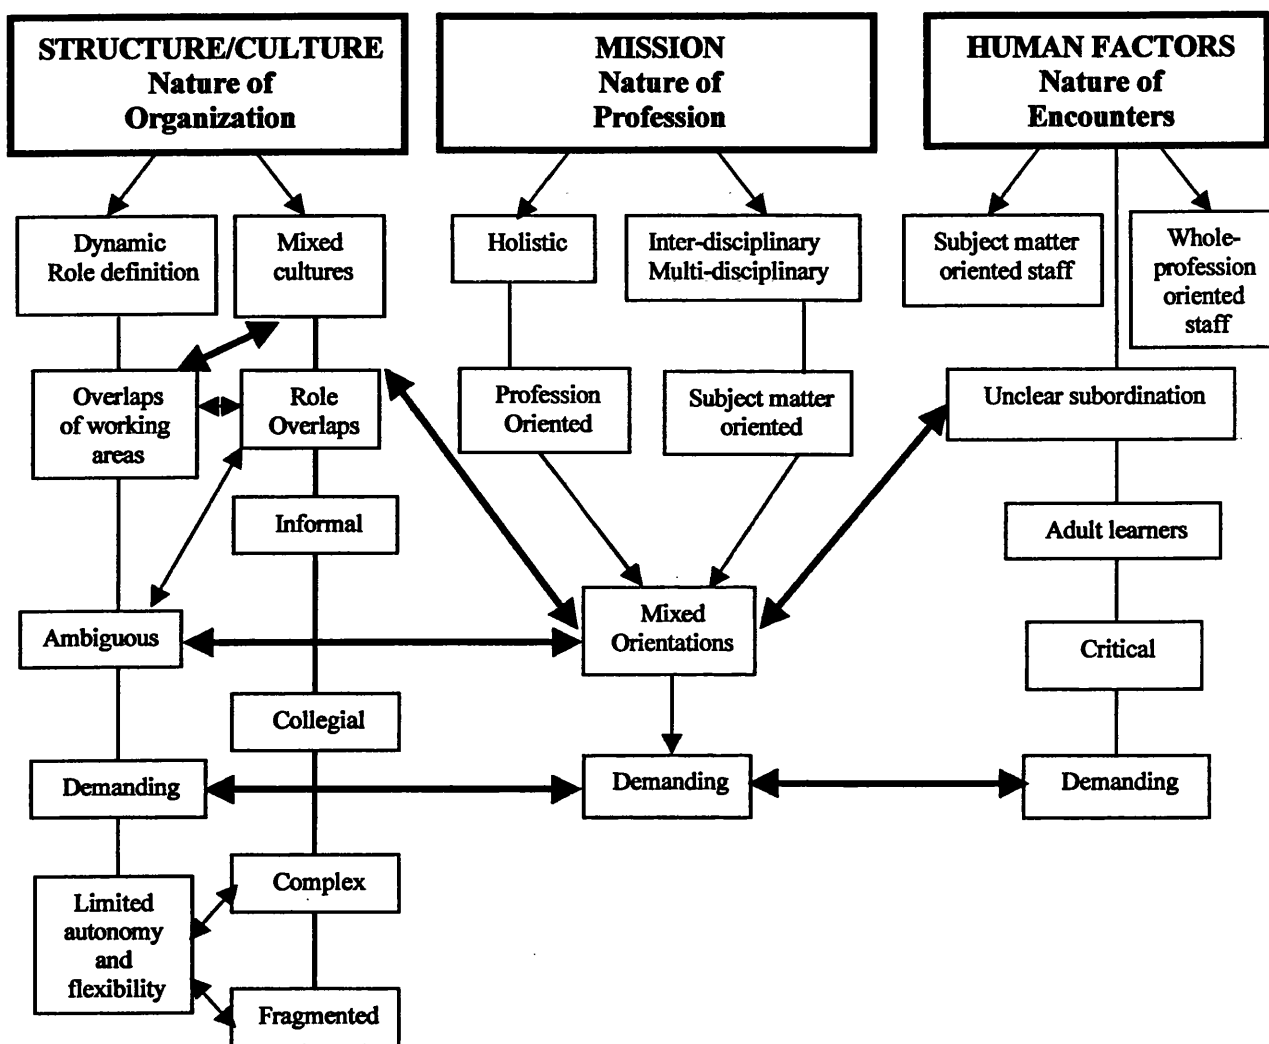 STRUCTURE/CULTURE
Nature of
Organization
MISSION
Nature of
Profession
HUMAN FACTORS
Nature of
Encounters
Dynamic
Role definition
Mixed
cultures
Holistic
Inter-disciplinary
Multi-disciplinary
Subject matter
oriented staff
Whole-
profession
oriented
staff
Overlaps
of working
areas
Role
Overlaps
Profession
Oriented
Subject matter
oriented
Unclear subordination
Informal
Adult learners
Ambiguous
Mixed
Orientations
Critical
Collegial
Demanding
Demanding
Demanding
Limited
autonomy
and
flexibility
Complex
Fragmented